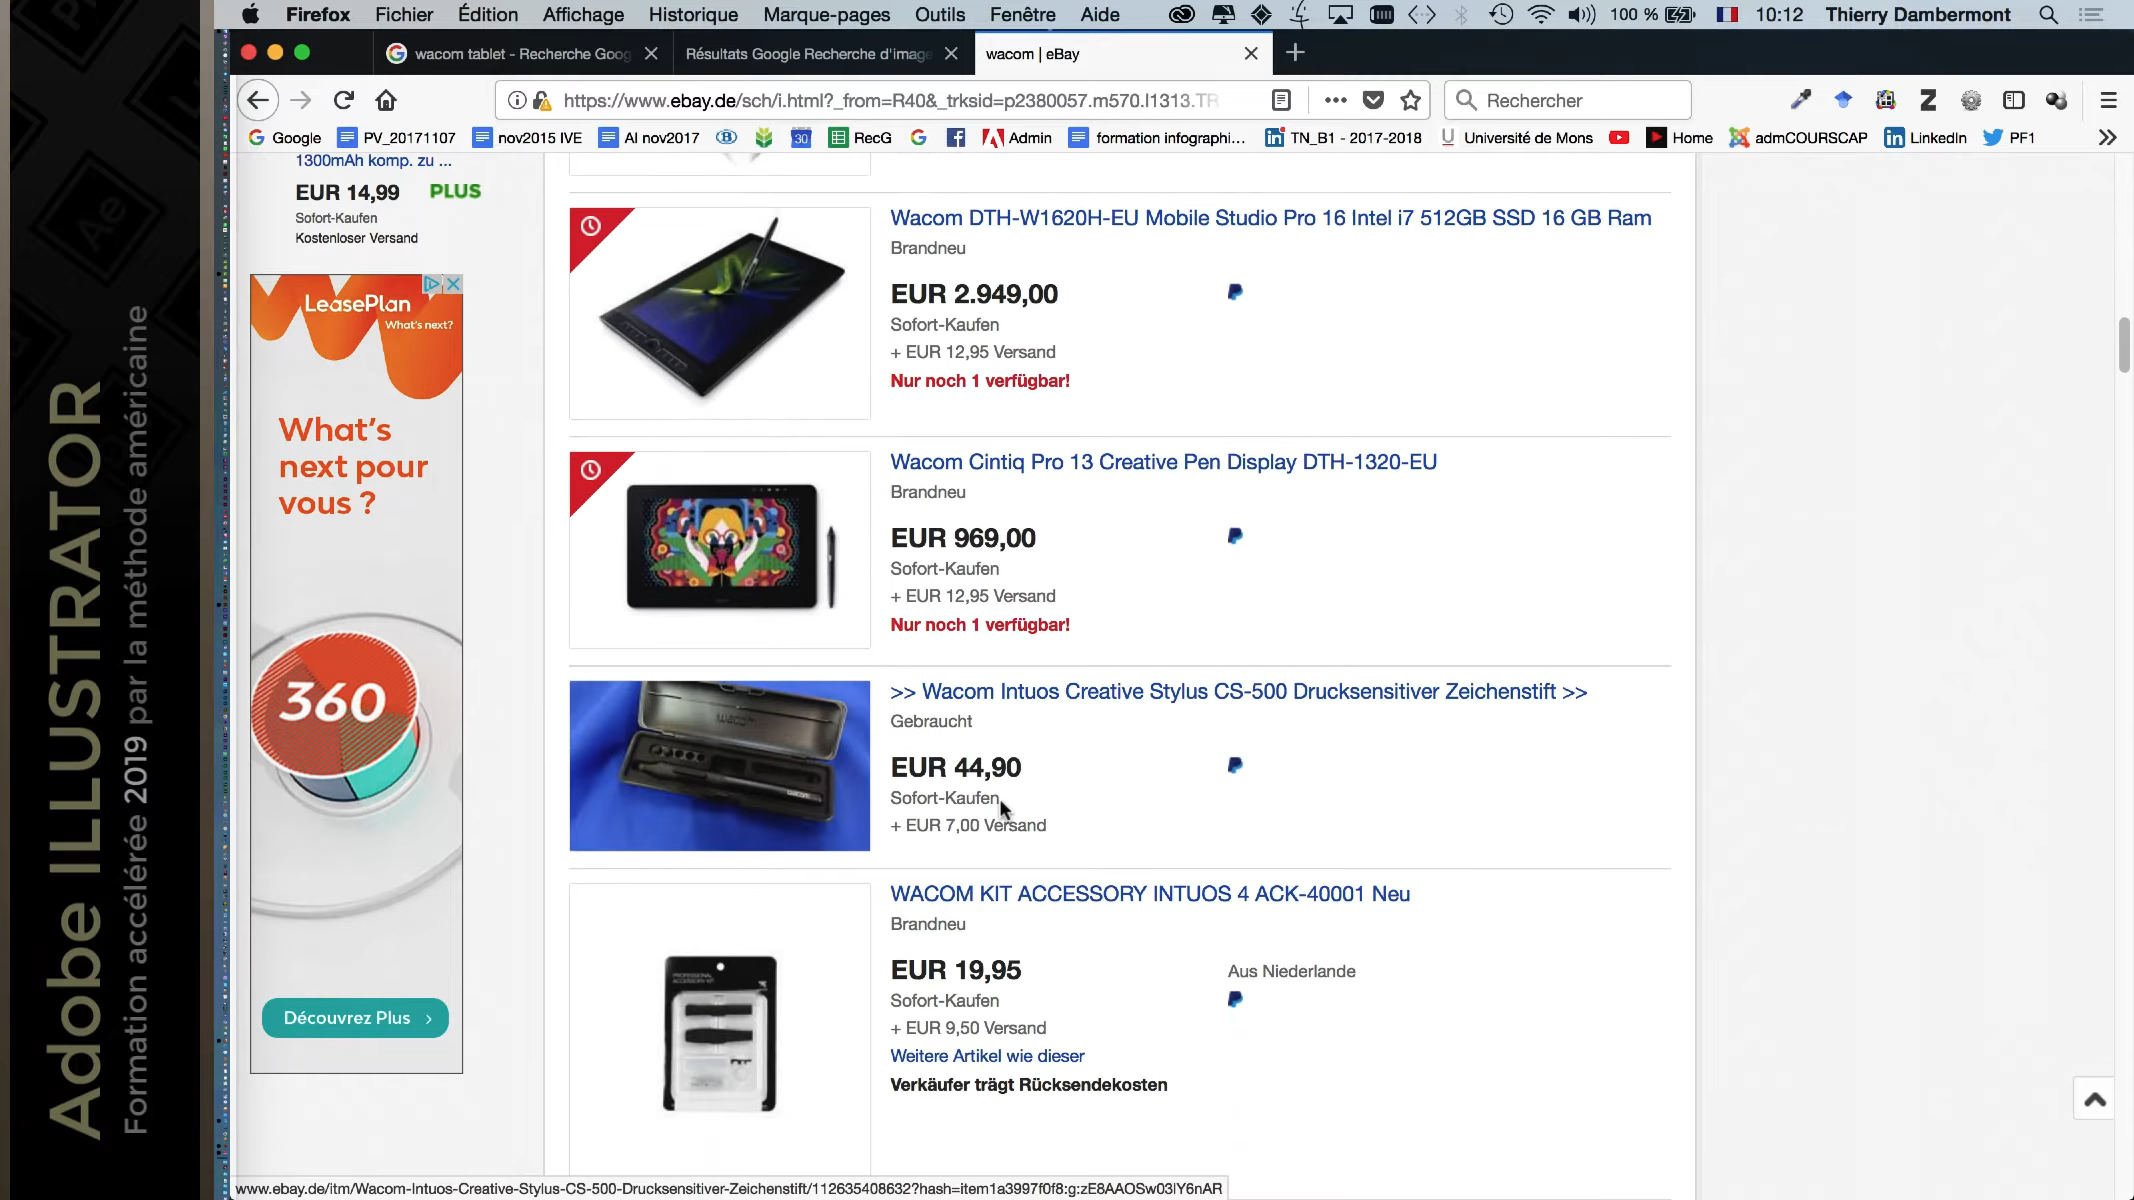 Firefox Fichier Édition Affichage Historique Marque-pages Outils Fenêtre Aide 100 % 10:12 Thierry Dambermont
wacom tablet - Recherche Goog
Résultats Google Recherche d'image
wacom | eBay
https://www.ebay.de/sch/i.html?_from=R40&_trksid=p2380057.m570.l1313.TR
Rechercher
Google PV_20171107 nov2015 IVE AI nov2017 30 RecG Admin formation infographi... TN_B1 - 2017-2018 Université de Mons Home admCOURSCAP LinkedIn PF1
1300mAh komp. zu ...
EUR 14,99 PLUS
Sofort-Kaufen
Kostenloser Versand
LeasePlan
What's next?
What's
next pour
vous ?
360
Découvrez Plus
Wacom DTH-W1620H-EU Mobile Studio Pro 16 Intel i7 512GB SSD 16 GB Ram
Brandneu
EUR 2.949,00
Sofort-Kaufen
+ EUR 12,95 Versand
Nur noch 1 verfügbar!
Wacom Cintiq Pro 13 Creative Pen Display DTH-1320-EU
Brandneu
EUR 969,00
Sofort-Kaufen
+ EUR 12,95 Versand
Nur noch 1 verfügbar!
>> Wacom Intuos Creative Stylus CS-500 Drucksensitiver Zeichenstift >>
Gebraucht
EUR 44,90
Sofort-Kaufen
+ EUR 7,00 Versand
WACOM KIT ACCESSORY INTUOS 4 ACK-40001 Neu
Brandneu
EUR 19,95
Aus Niederlande
Sofort-Kaufen
+ EUR 9,50 Versand
Weitere Artikel wie dieser
Verkäufer trägt Rücksendekosten
www.ebay.de/itm/Wacom-Intuos-Creative-Stylus-CS-500-Drucksensitiver-Zeichenstift/112635408632?hash=item1a3997f0f8:g:zE8AAOSw03lY6nAR
Adobe ILLUSTRATOR
Formation accélérée 2019 par la méthode américaine